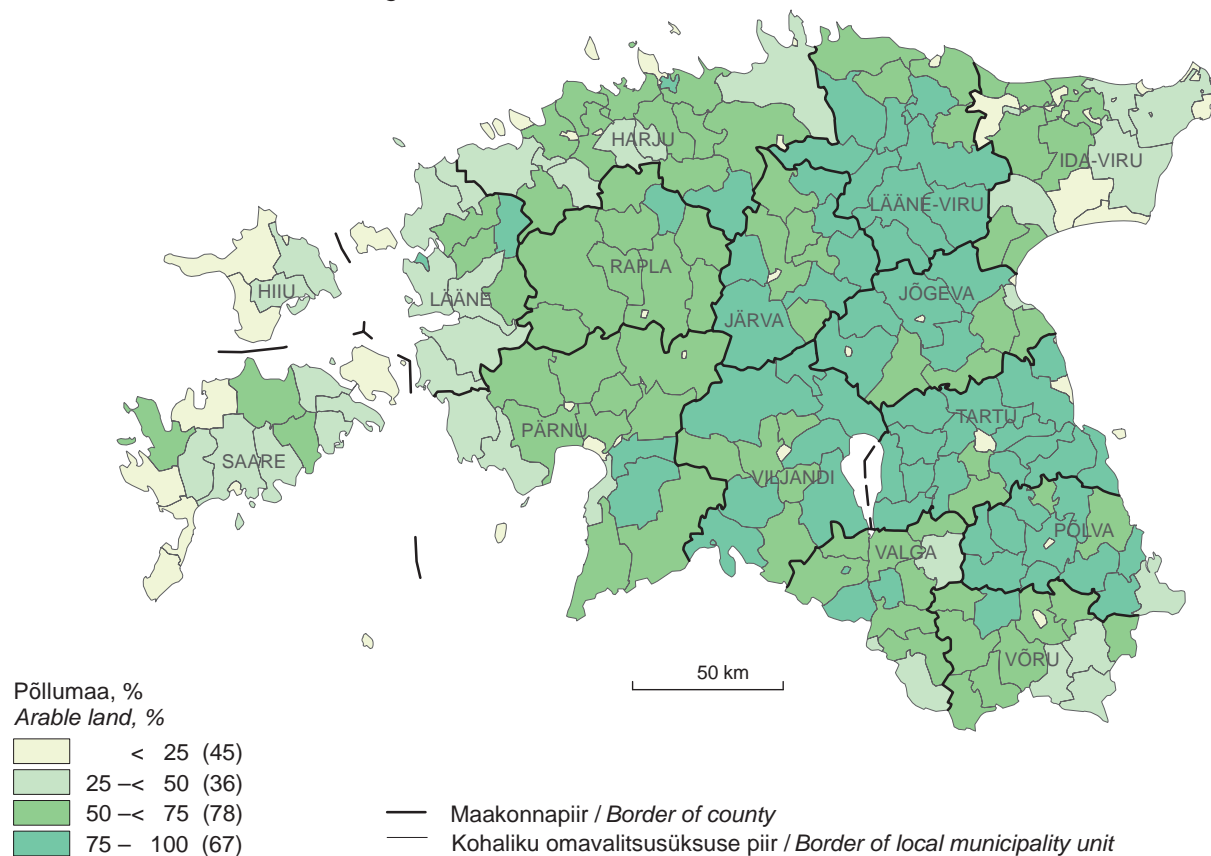 HARJU
IDA-VIRU
LÄÄNE-VIRU
RAPLA
HIIU
LÄÄNE
JÕGEVA
JÄRVA
TARTU
PÄRNU
SAARE
VILJANDI
PÕLVA
VALGA
VÕRU
50 km
Põllumaa, %
Arable land, %
< 25 (45)
25 –< 50 (36)
50 –< 75 (78)
75 – 100 (67)
Maakonnapiir / Border of county
Kohaliku omavalitsusüksuse piir / Border of local municipality unit